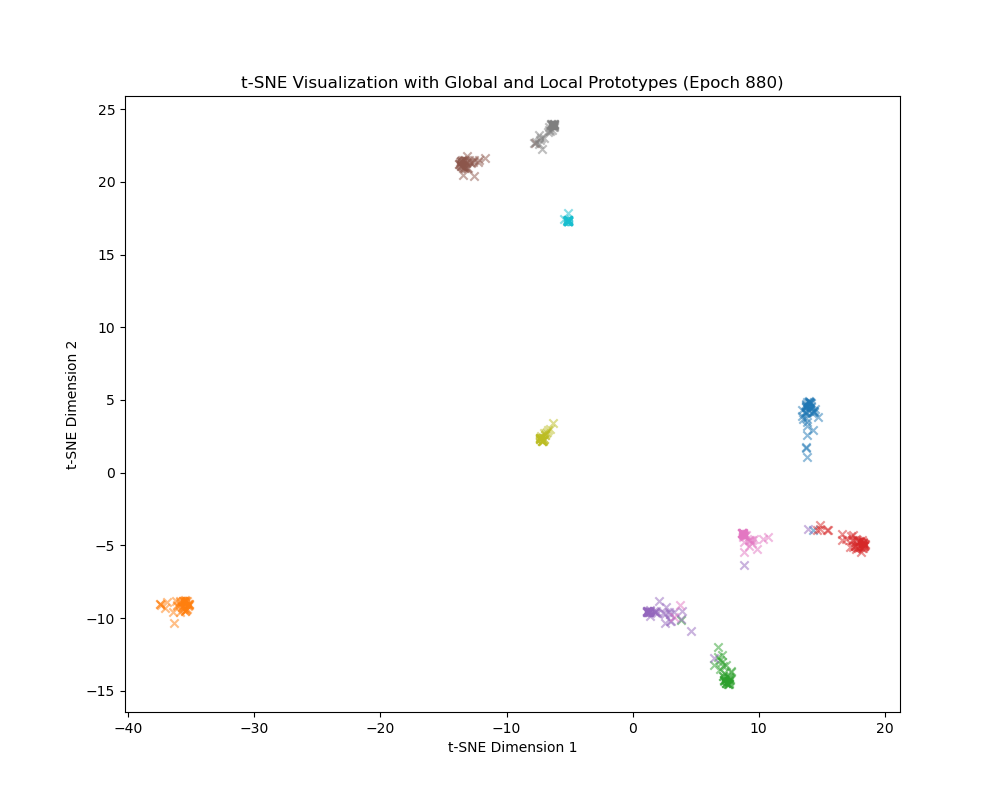 t-SNE Visualization with Global and Local Prototypes (Epoch 880)
25
20
15
10
5
0
−5
−10
−15
t-SNE Dimension 2
−40 −30 −20 −10 0 10 20
t-SNE Dimension 1